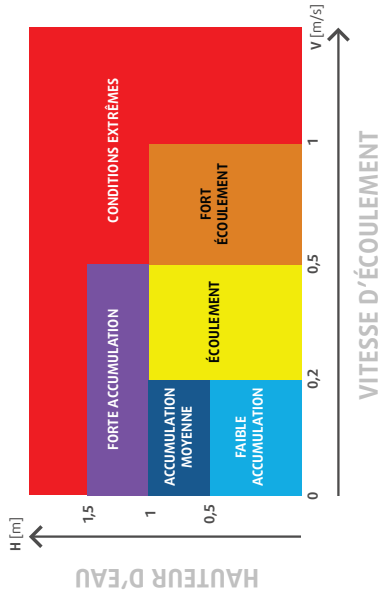 H [m]
HAUTEUR D'EAU
1,5
1
0,5
CONDITIONS EXTRÊMES
FORTE ACCUMULATION
ACCUMULATION
MOYENNE
ÉCOULEMENT
FORT
ÉCOULEMENT
FAIBLE
ACCUMULATION
0
0,2
0,5
1
V [m/s]
VITESSE D'ÉCOULEMENT